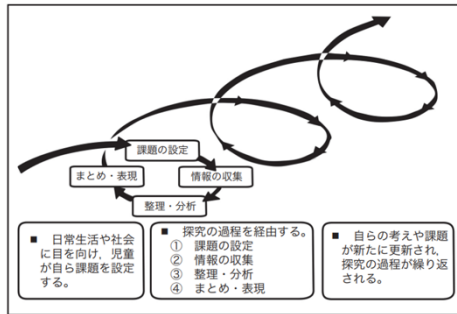 課題の設定
まとめ・表現
情報の収集
整理・分析
■ 日常生活や社会
に目を向け，児童
が自ら課題を設定
する。
■ 探究の過程を経由する。
① 課題の設定
② 情報の収集
③ 整理・分析
④ まとめ・表現
■ 自らの考えや課題
が新たに更新され，
探究の過程が繰り返
される。